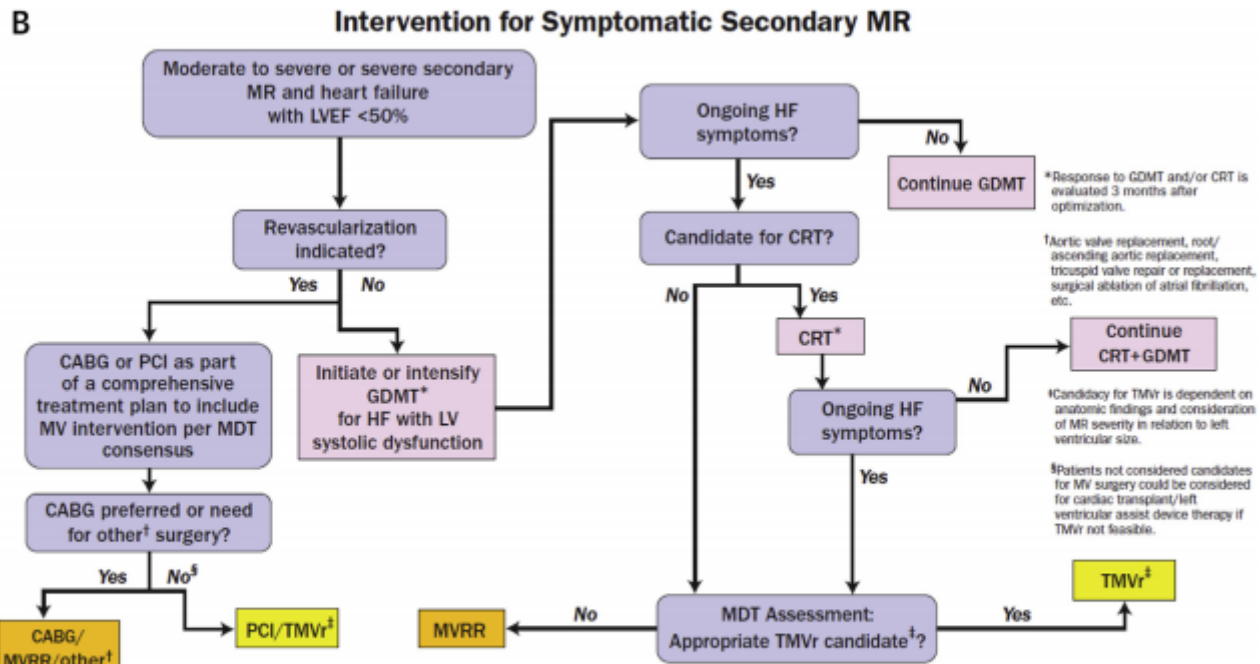 B
Intervention for Symptomatic Secondary MR
Moderate to severe or severe secondary
MR and heart failure
with LVEF <50%
Revascularization
indicated?
Yes
No
CABG or PCI as part
of a comprehensive
treatment plan to include
MV intervention per MDT
consensus
Initiate or intensify
GDMT*
for HF with LV
systolic dysfunction
CABG preferred or need
for other† surgery?
Yes
No§
CABG/
MVRR/other†
PCI/TMVr‡
Ongoing HF
symptoms?
No
Continue GDMT
Yes
Candidate for CRT?
No
Yes
CRT*
Ongoing HF
symptoms?
No
Continue
CRT+GDMT
Yes
MDT Assessment:
Appropriate TMVr candidate‡?
No
MVRR
Yes
TMVr‡
*Response to GDMT and/or CRT is
evaluated 3 months after
optimization.
†Aortic valve replacement, root/
ascending aortic replacement,
tricuspid valve repair or replacement,
surgical ablation of atrial fibrillation,
etc.
‡Candidacy for TMVr is dependent on
anatomic findings and consideration
of MR severity in relation to left
ventricular size.
§Patients not considered candidates
for MV surgery could be considered
for cardiac transplant/left
ventricular assist device therapy if
TMVr not feasible.